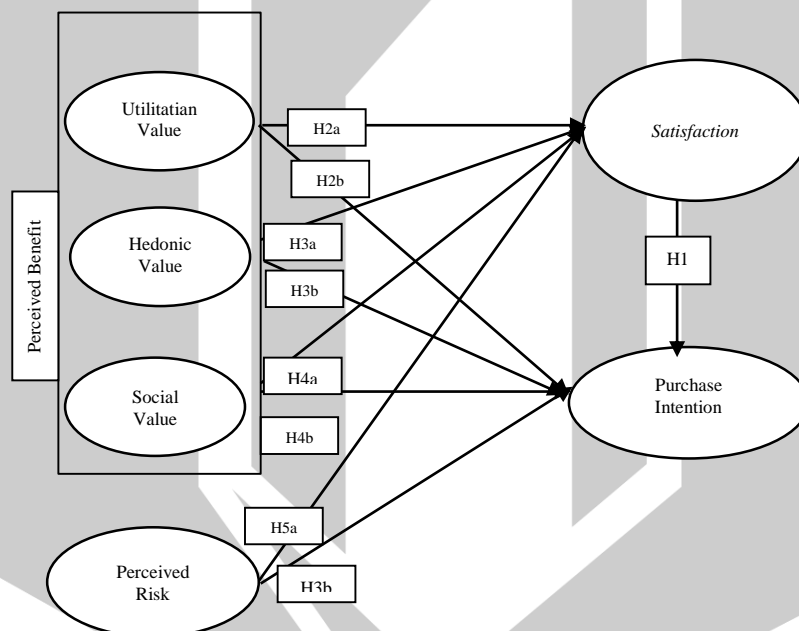 Utilitatian
Value
H2a
Satisfaction
H2b
Perceived Benefit
Hedonic
Value
H3a
H3b
H1
Social
Value
H4a
H4b
Purchase
Intention
H5a
Perceived
Risk
H3b